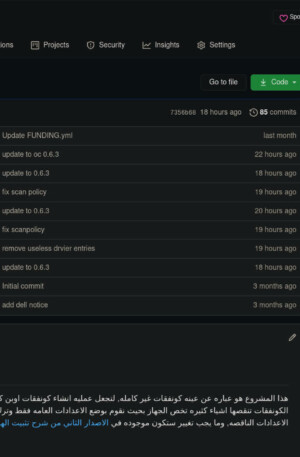 Spo
ions Projects Security Insights Settings
Go to file Code
7356b68 18 hours ago 85 commits
Update FUNDING.yml last month
update to oc 0.6.3 22 hours ago
update to 0.6.3 18 hours ago
fix scan policy 19 hours ago
update to 0.6.3 20 hours ago
fix scanpolicy 19 hours ago
remove useless drvier entries 19 hours ago
update to 0.6.3 18 hours ago
Initial commit 3 months ago
add dell notice 3 months ago
هذا المشروع هو عباره عن عينه كونفقات غير كامله, لتجعل عمليه انشاء كونفقات اوبن
الكونفقات تنقصها اشياء كثيره تخص الجهاز بحيث نقوم بوضع الاعدادات العامه فقط
الاعدادات الناقصه, وما يجب تغيير ستكون موجوده في الاصدار الثاني من شرح تثبيت